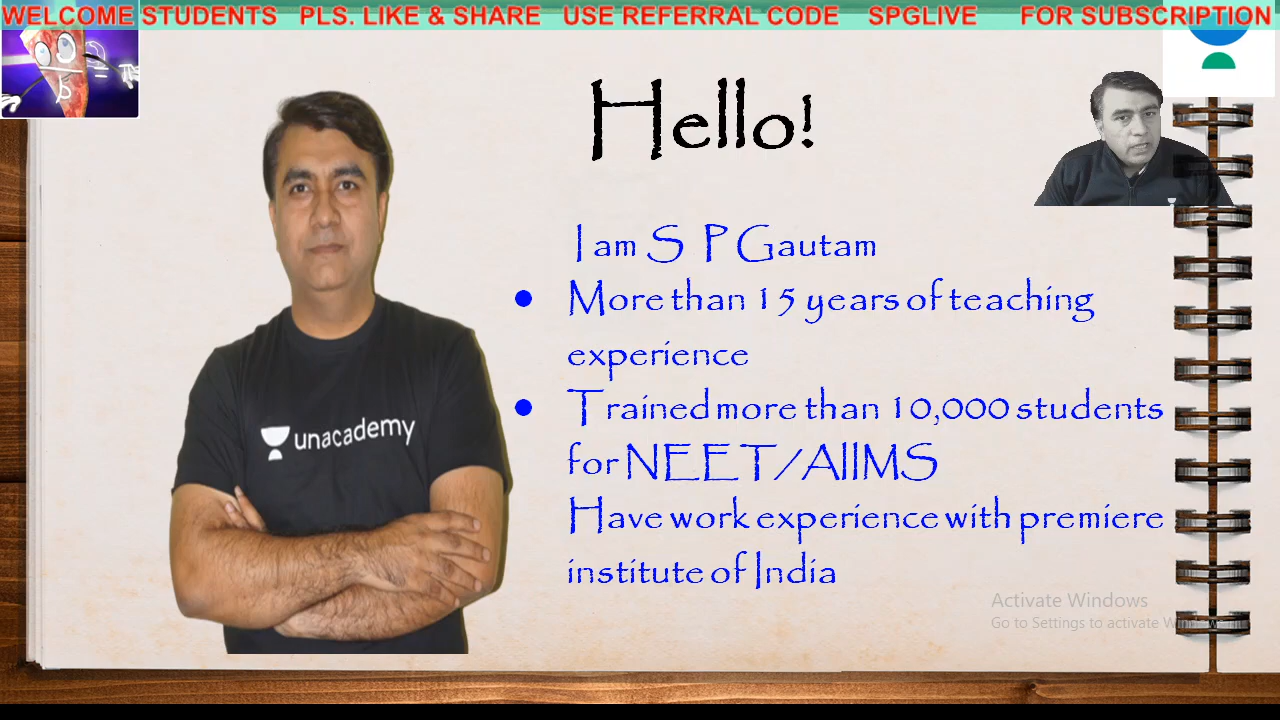 WELCOME STUDENTS PLS. LIKE & SHARE USE REFERRAL CODE SPGLIVE FOR SUBSCRIPTION
Hello!
I am S P Gautam
• More than 15 years of teaching
experience
• Trained more than 10,000 students
for NEET/AIIMS
Have work experience with premiere
institute of India
unacademy
Activate Windows
Go to Settings to activate Windows.